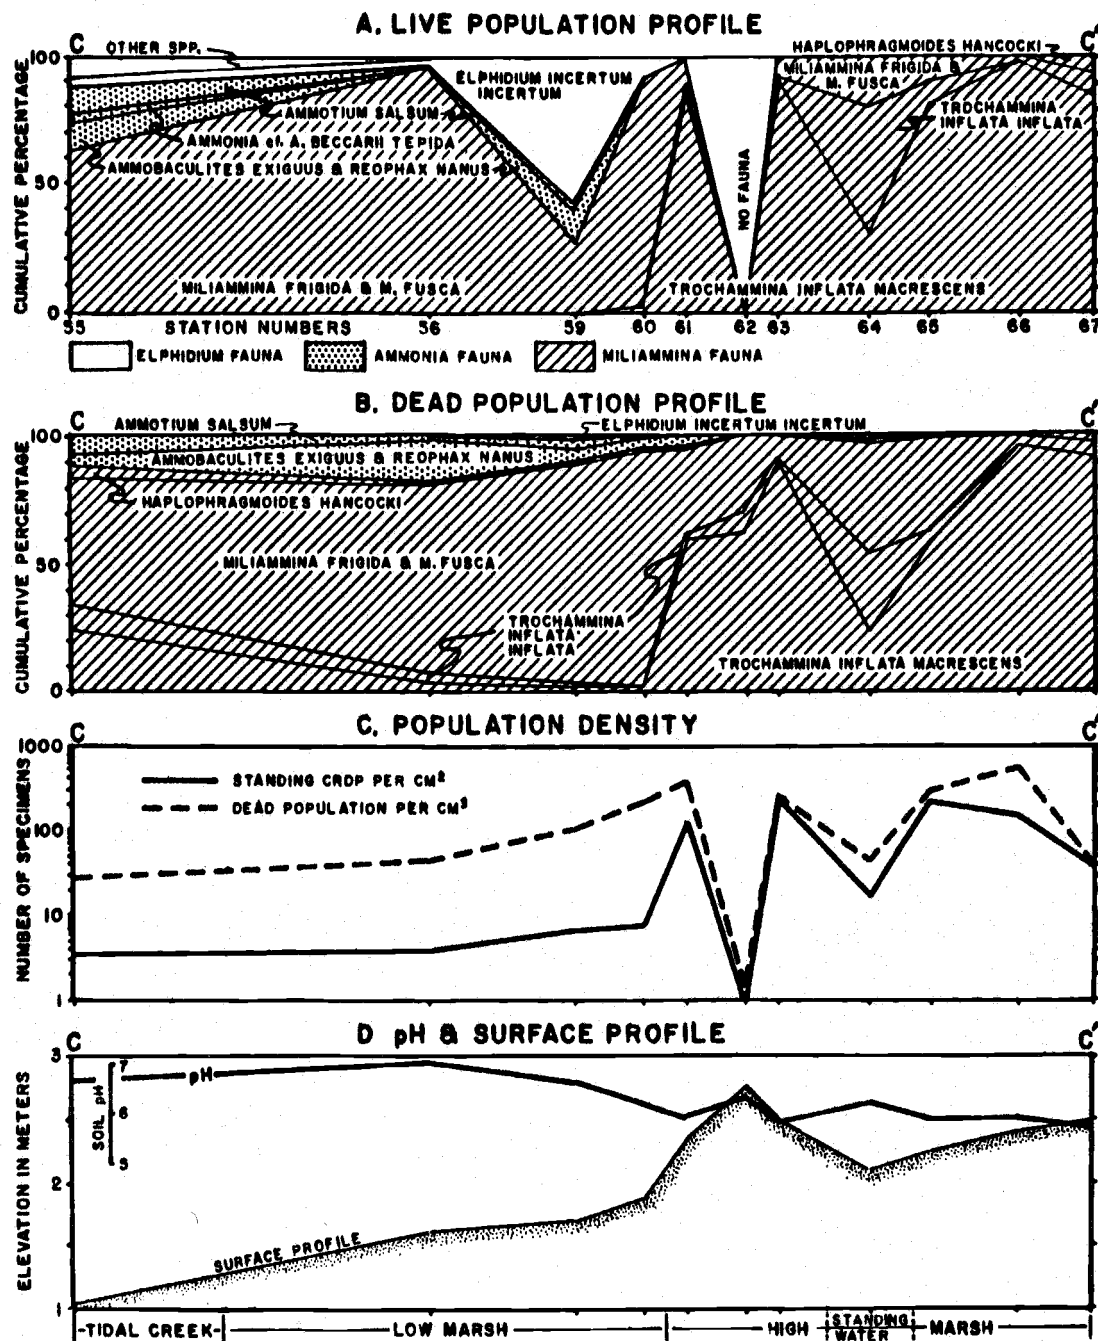 A. LIVE POPULATION PROFILE
C
C'
OTHER SPP.
HAPLOPHRAGMOIDES HANCOCKI
ELPHIDIUM INCERTUM
INCERTUM
MILIAMMINA FRIGIDA &
M. FUSCA
AMMOTIUM SALSUM
TROCHAMMINA
INFLATA INFLATA
AMMONIA cf. A. BECCARII TEPIDA
AMMOBACULITES EXIGUUS & REOPHAX NANUS
NO FAUNA
MILIAMMINA FRIGIDA & M. FUSCA
TROCHAMMINA INFLATA MACRESCENS
CUMULATIVE PERCENTAGE
100
50
0
55 56 59 60 61 62 63 64 65 66 67
STATION NUMBERS
ELPHIDIUM FAUNA
AMMONIA FAUNA
MILIAMMINA FAUNA
B. DEAD POPULATION PROFILE
C
C'
AMMOTIUM SALSUM
ELPHIDIUM INCERTUM INCERTUM
AMMOBACULITES EXIGUUS & REOPHAX NANUS
HAPLOPHRAGMOIDES HANCOCKI
MILIAMMINA FRIGIDA & M. FUSCA
TROCHAMMINA
INFLATA
INFLATA
TROCHAMMINA INFLATA MACRESCENS
CUMULATIVE PERCENTAGE
100
50
0
C. POPULATION DENSITY
C
C'
STANDING CROP PER CM²
DEAD POPULATION PER CM³
NUMBER OF SPECIMENS
1000
100
10
1
D pH & SURFACE PROFILE
C
C'
ELEVATION IN METERS
3
2
1
SOIL pH
7
6
5
pH
SURFACE PROFILE
TIDAL CREEK
LOW MARSH
HIGH
STANDING
WATER
MARSH